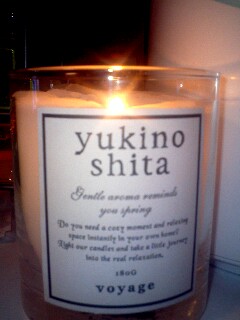 yukino
shita
Gentle aroma reminds
you spring
Do you need a cozy moment and relaxing
space instantly in your own home?
Light our candles and take a little journey
into the real relaxation.
180G
voyage